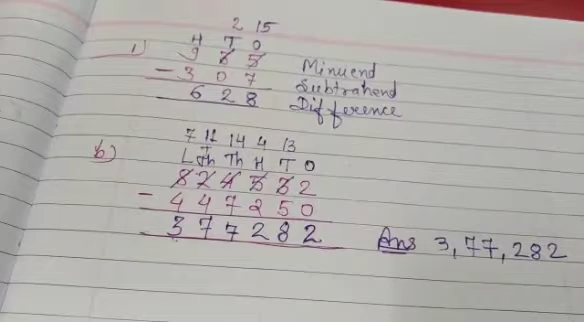 2 15
H T O
1) 9 3 5 Minuend
- 3 0 7 Subtrahend
6 2 8 Difference
7 11 14 4 13
b) L Tth Th H T O
8 2 4 5 3 2
- 4 4 7 2 5 0
3 7 7 2 8 2 Ans 3,77,282